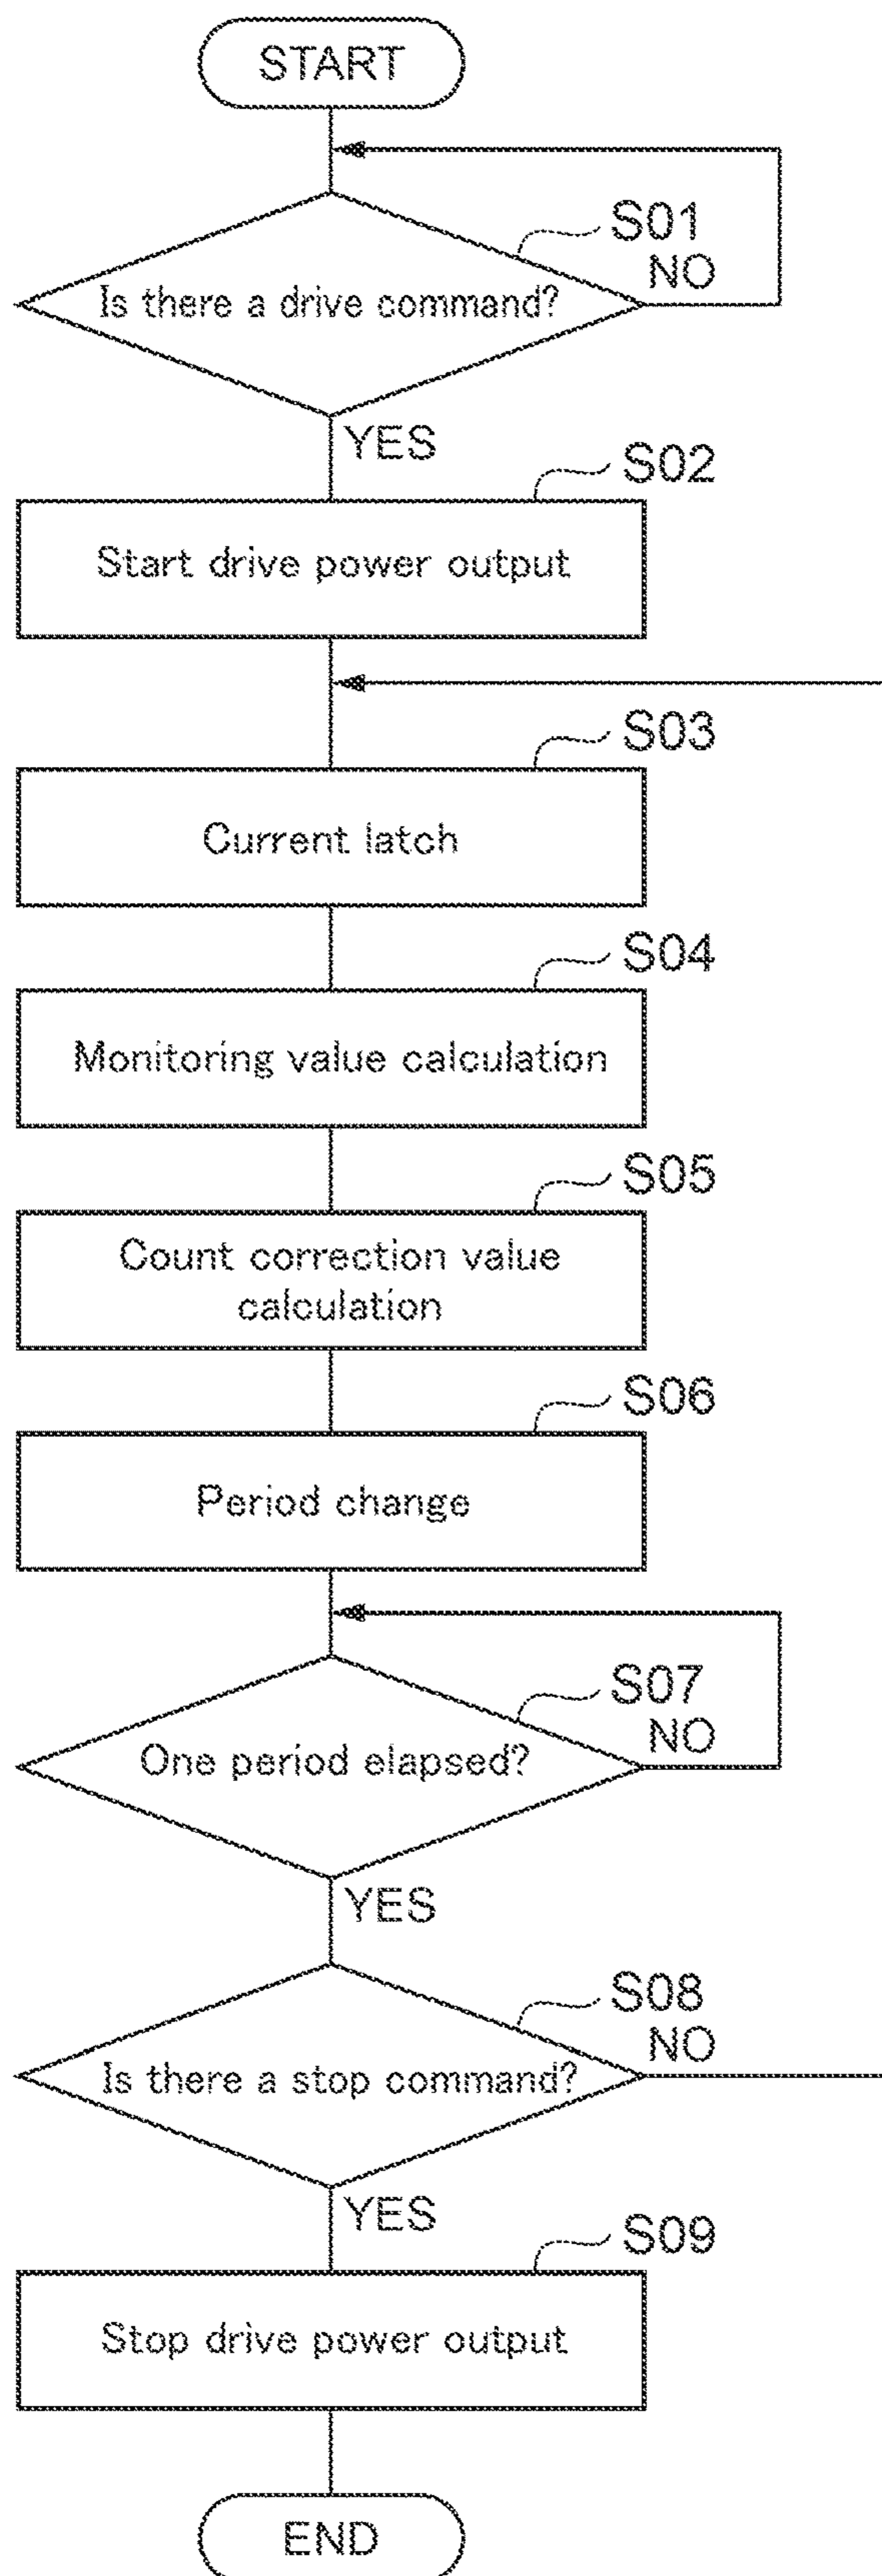 START
S01
NO
Is there a drive command?
YES
S02
Start drive power output
S03
Current latch
S04
Monitoring value calculation
S05
Count correction value
calculation
S06
Period change
S07
NO
One period elapsed?
YES
S08
NO
Is there a stop command?
YES
S09
Stop drive power output
END